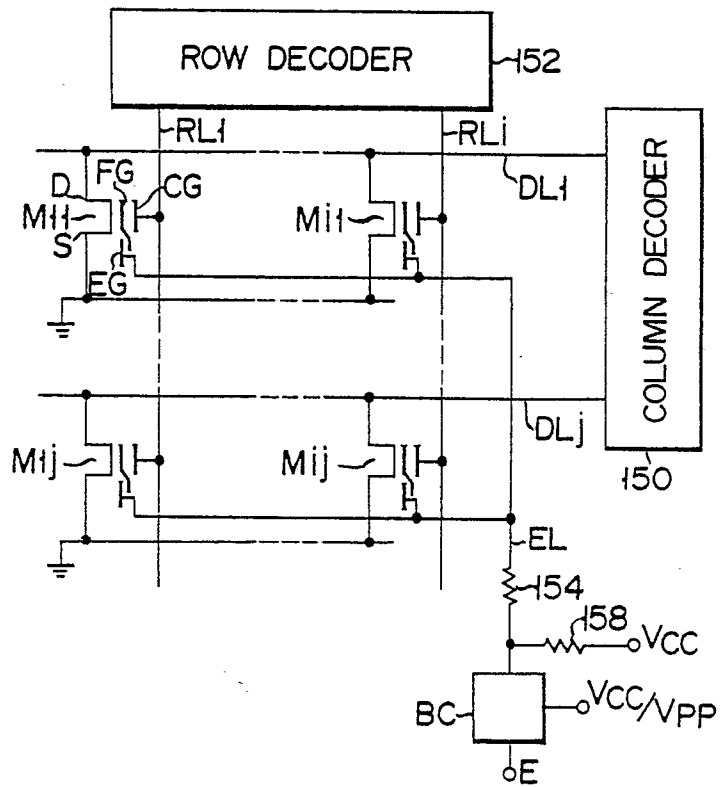 ROW DECODER
152
RL1
RLi
FG
CG
D
DL1
M11
Mi1
S
EG
COLUMN DECODER
DLj
M1j
Mij
150
EL
154
158
VCC
BC
VCC/VPP
E